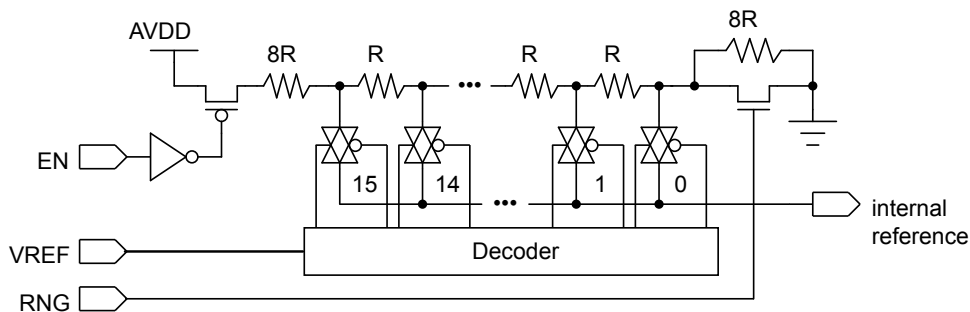 8R
AVDD
8R
R
R
R
•••
EN
15
14
1
0
•••
internal
reference
VREF
Decoder
RNG